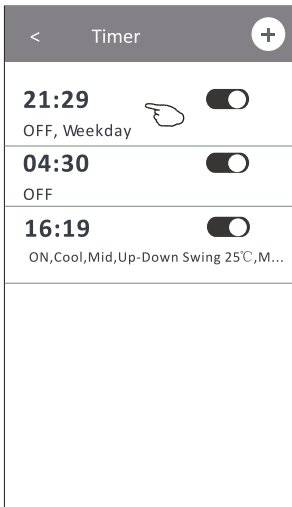 < Timer +
21:29
OFF, Weekday
04:30
OFF
16:19
ON,Cool,Mid,Up-Down Swing 25℃,M...